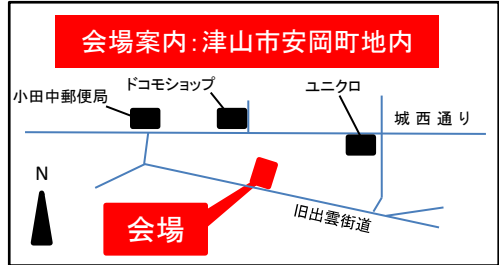 会場案内:津山市安岡町地内
ドコモショップ
ユニクロ
小田中郵便局
城西通り
N
会場
旧出雲街道